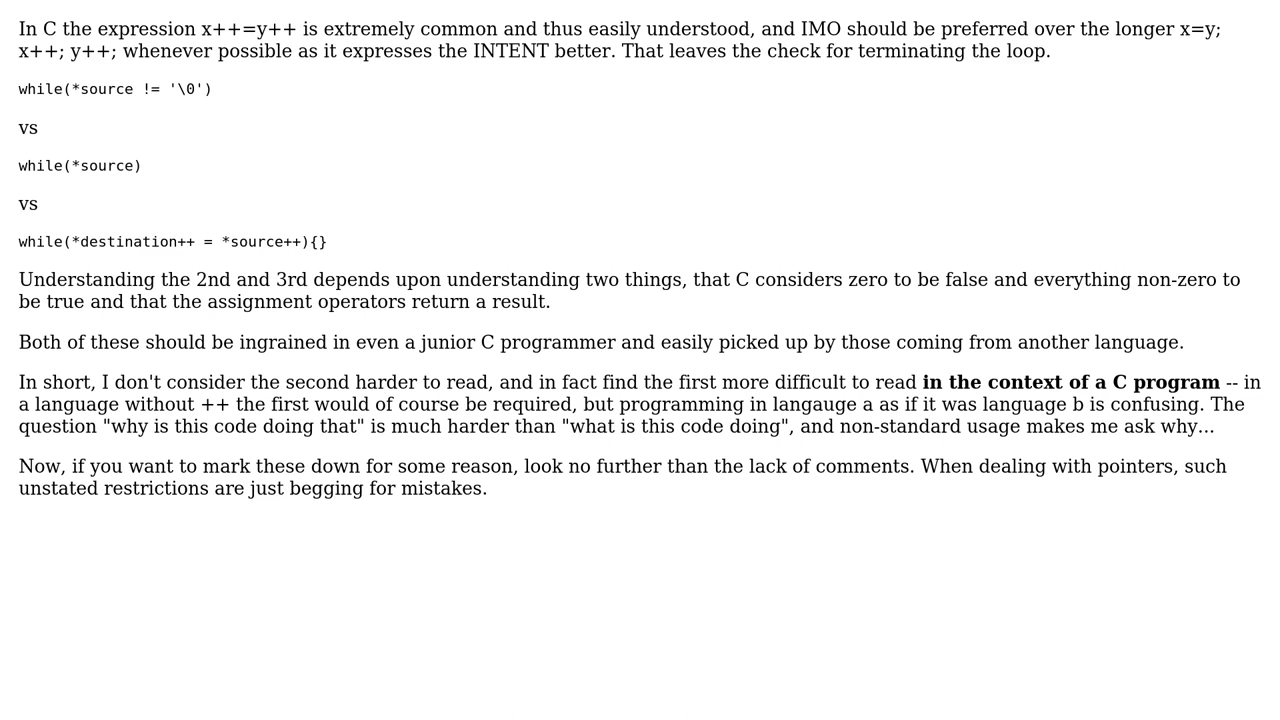 In C the expression x++=y++ is extremely common and thus easily understood, and IMO should be preferred over the longer x=y;
x++; y++; whenever possible as it expresses the INTENT better. That leaves the check for terminating the loop.
while(*source != '\0')
vs
while(*source)
vs
while(*destination++ = *source++){}
Understanding the 2nd and 3rd depends upon understanding two things, that C considers zero to be false and everything non-zero to
be true and that the assignment operators return a result.
Both of these should be ingrained in even a junior C programmer and easily picked up by those coming from another language.
In short, I don't consider the second harder to read, and in fact find the first more difficult to read in the context of a C program -- in
a language without ++ the first would of course be required, but programming in langauge a as if it was language b is confusing. The
question "why is this code doing that" is much harder than "what is this code doing", and non-standard usage makes me ask why...
Now, if you want to mark these down for some reason, look no further than the lack of comments. When dealing with pointers, such
unstated restrictions are just begging for mistakes.